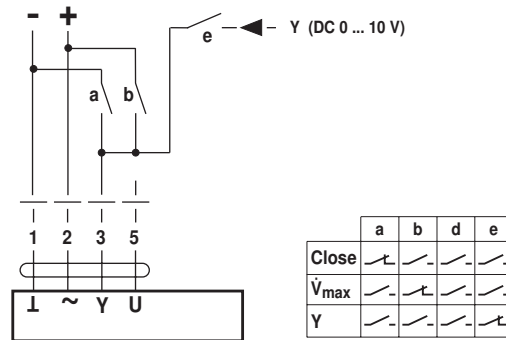 - +
e Y (DC 0 ... 10 V)
a b
1 2 3 5
⊥ ~ Y U
a b d e
Close
V̇max
Y